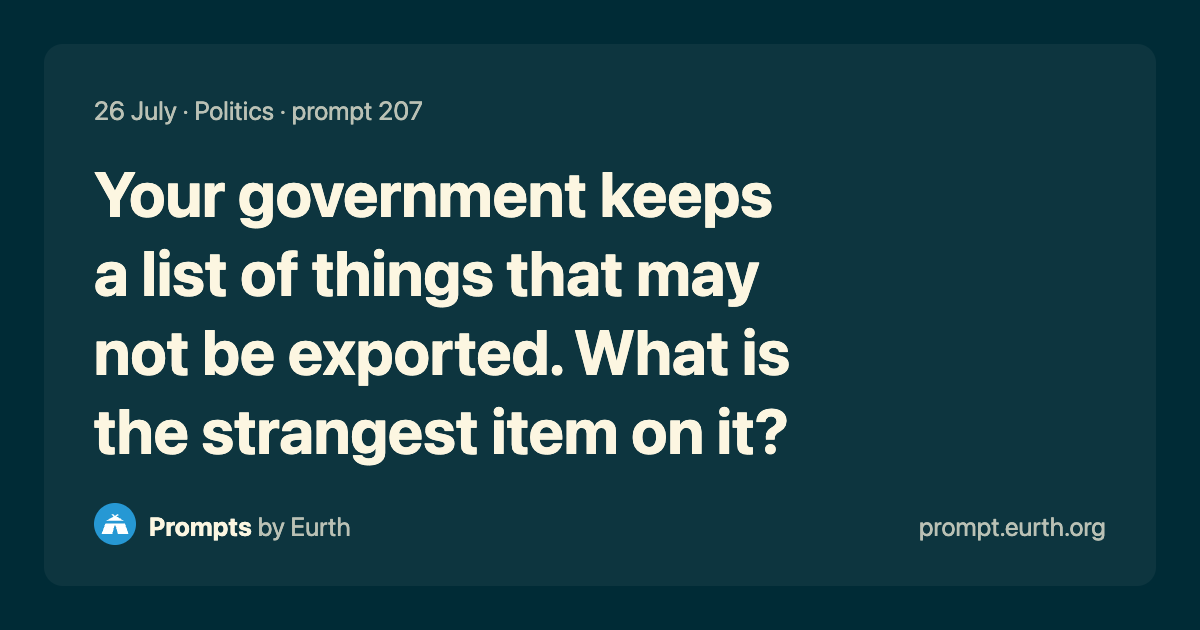 26 July · Politics · prompt 207
Your government keeps
a list of things that may
not be exported. What is
the strangest item on it?
Prompts by Eurth
prompt.eurth.org